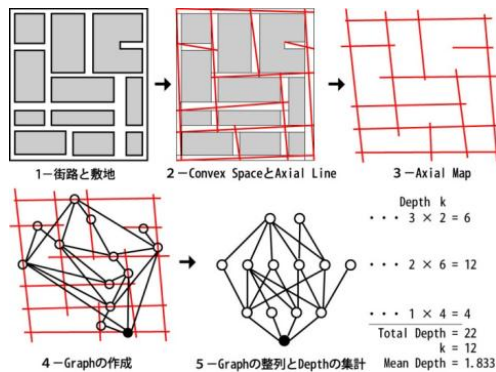 1－街路と敷地
2－Convex SpaceとAxial Line
3－Axial Map
Depth k
・・・ 3 × 2 = 6
・・・ 2 × 6 = 12
・・・ 1 × 4 = 4
Total Depth = 22
k = 12
Mean Depth = 1.833
4－Graphの作成
5－Graphの整列とDepthの集計